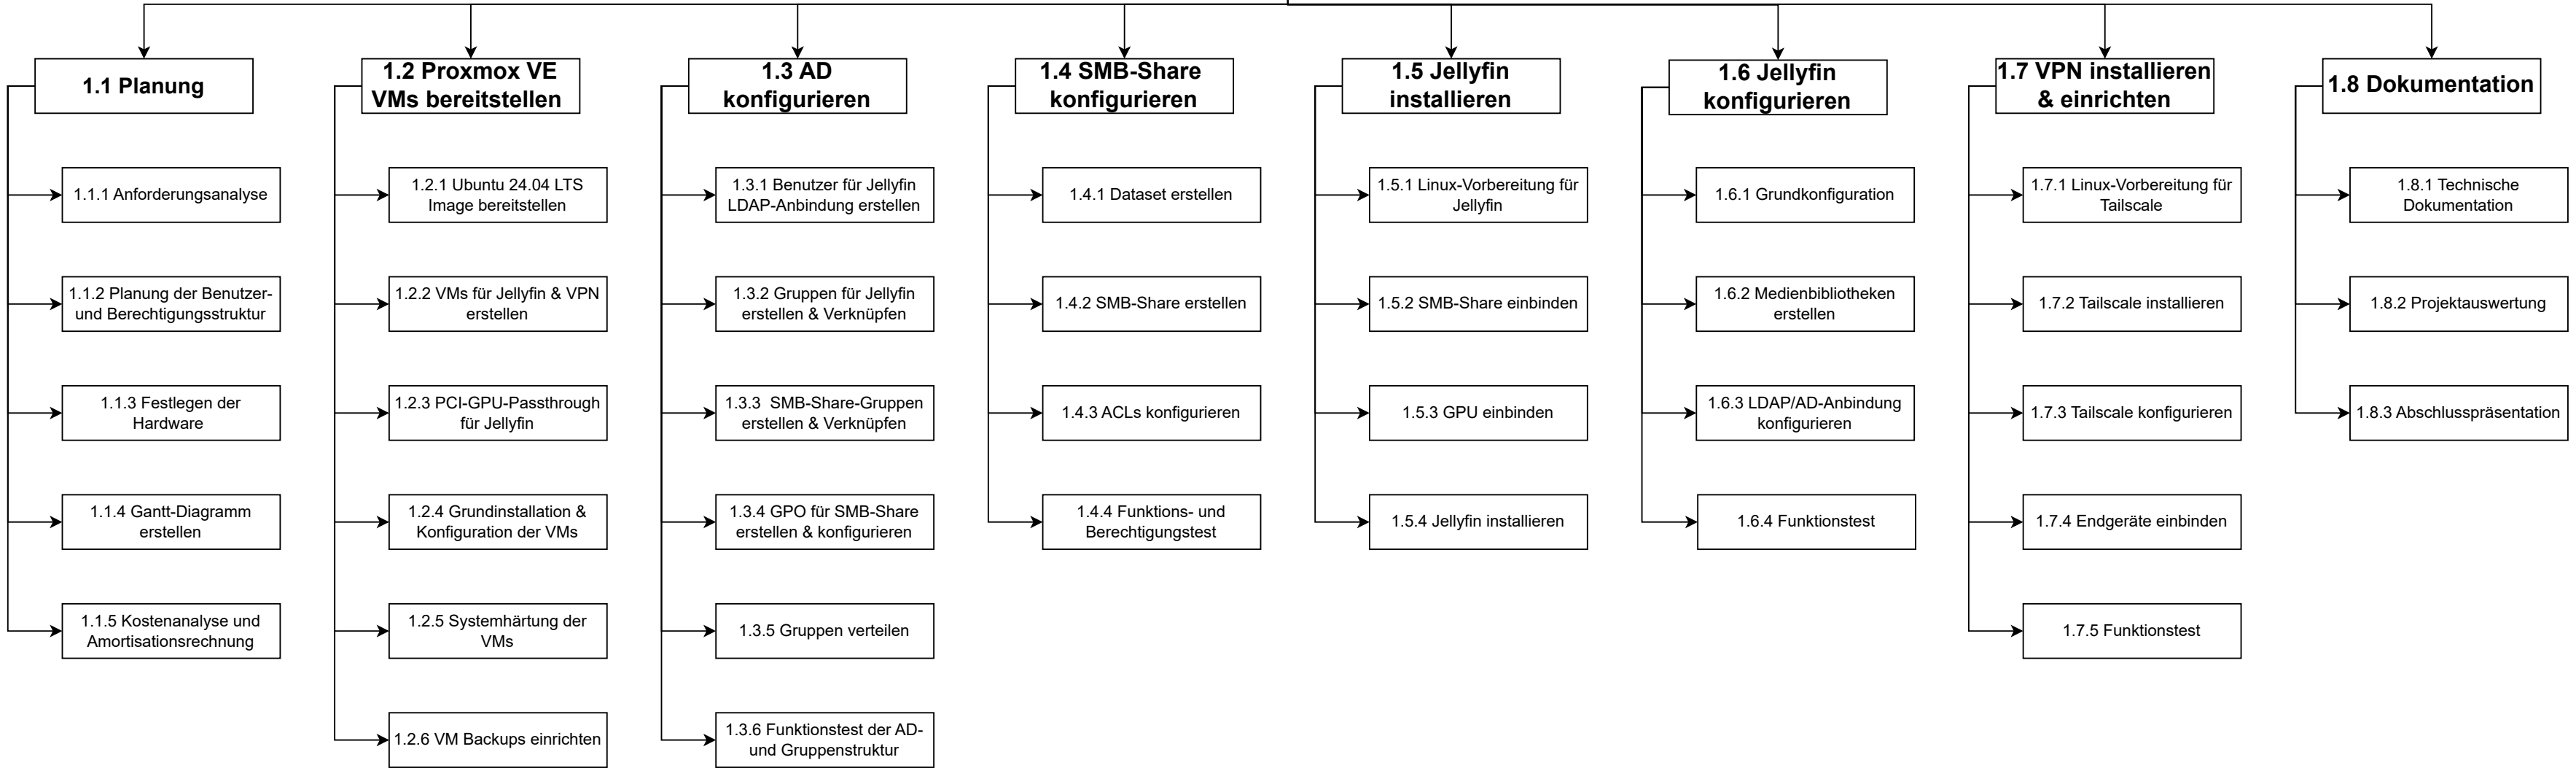 1.1 Planung
1.1.1 Anforderungsanalyse
1.1.2 Planung der Benutzer-
und Berechtigungsstruktur
1.1.3 Festlegen der
Hardware
1.1.4 Gantt-Diagramm
erstellen
1.1.5 Kostenanalyse und
Amortisationsrechnung
1.2 Proxmox VE
VMs bereitstellen
1.2.1 Ubuntu 24.04 LTS
Image bereitstellen
1.2.2 VMs für Jellyfin & VPN
erstellen
1.2.3 PCI-GPU-Passthrough
für Jellyfin
1.2.4 Grundinstallation &
Konfiguration der VMs
1.2.5 Systemhärtung der
VMs
1.2.6 VM Backups einrichten
1.3 AD
konfigurieren
1.3.1 Benutzer für Jellyfin
LDAP-Anbindung erstellen
1.3.2 Gruppen für Jellyfin
erstellen & Verknüpfen
1.3.3 SMB-Share-Gruppen
erstellen & Verknüpfen
1.3.4 GPO für SMB-Share
erstellen & konfigurieren
1.3.5 Gruppen verteilen
1.3.6 Funktionstest der AD-
und Gruppenstruktur
1.4 SMB-Share
konfigurieren
1.4.1 Dataset erstellen
1.4.2 SMB-Share erstellen
1.4.3 ACLs konfigurieren
1.4.4 Funktions- und
Berechtigungstest
1.5 Jellyfin
installieren
1.5.1 Linux-Vorbereitung für
Jellyfin
1.5.2 SMB-Share einbinden
1.5.3 GPU einbinden
1.5.4 Jellyfin installieren
1.6 Jellyfin
konfigurieren
1.6.1 Grundkonfiguration
1.6.2 Medienbibliotheken
erstellen
1.6.3 LDAP/AD-Anbindung
konfigurieren
1.6.4 Funktionstest
1.7 VPN installieren
& einrichten
1.7.1 Linux-Vorbereitung für
Tailscale
1.7.2 Tailscale installieren
1.7.3 Tailscale konfigurieren
1.7.4 Endgeräte einbinden
1.7.5 Funktionstest
1.8 Dokumentation
1.8.1 Technische
Dokumentation
1.8.2 Projektauswertung
1.8.3 Abschlusspräsentation